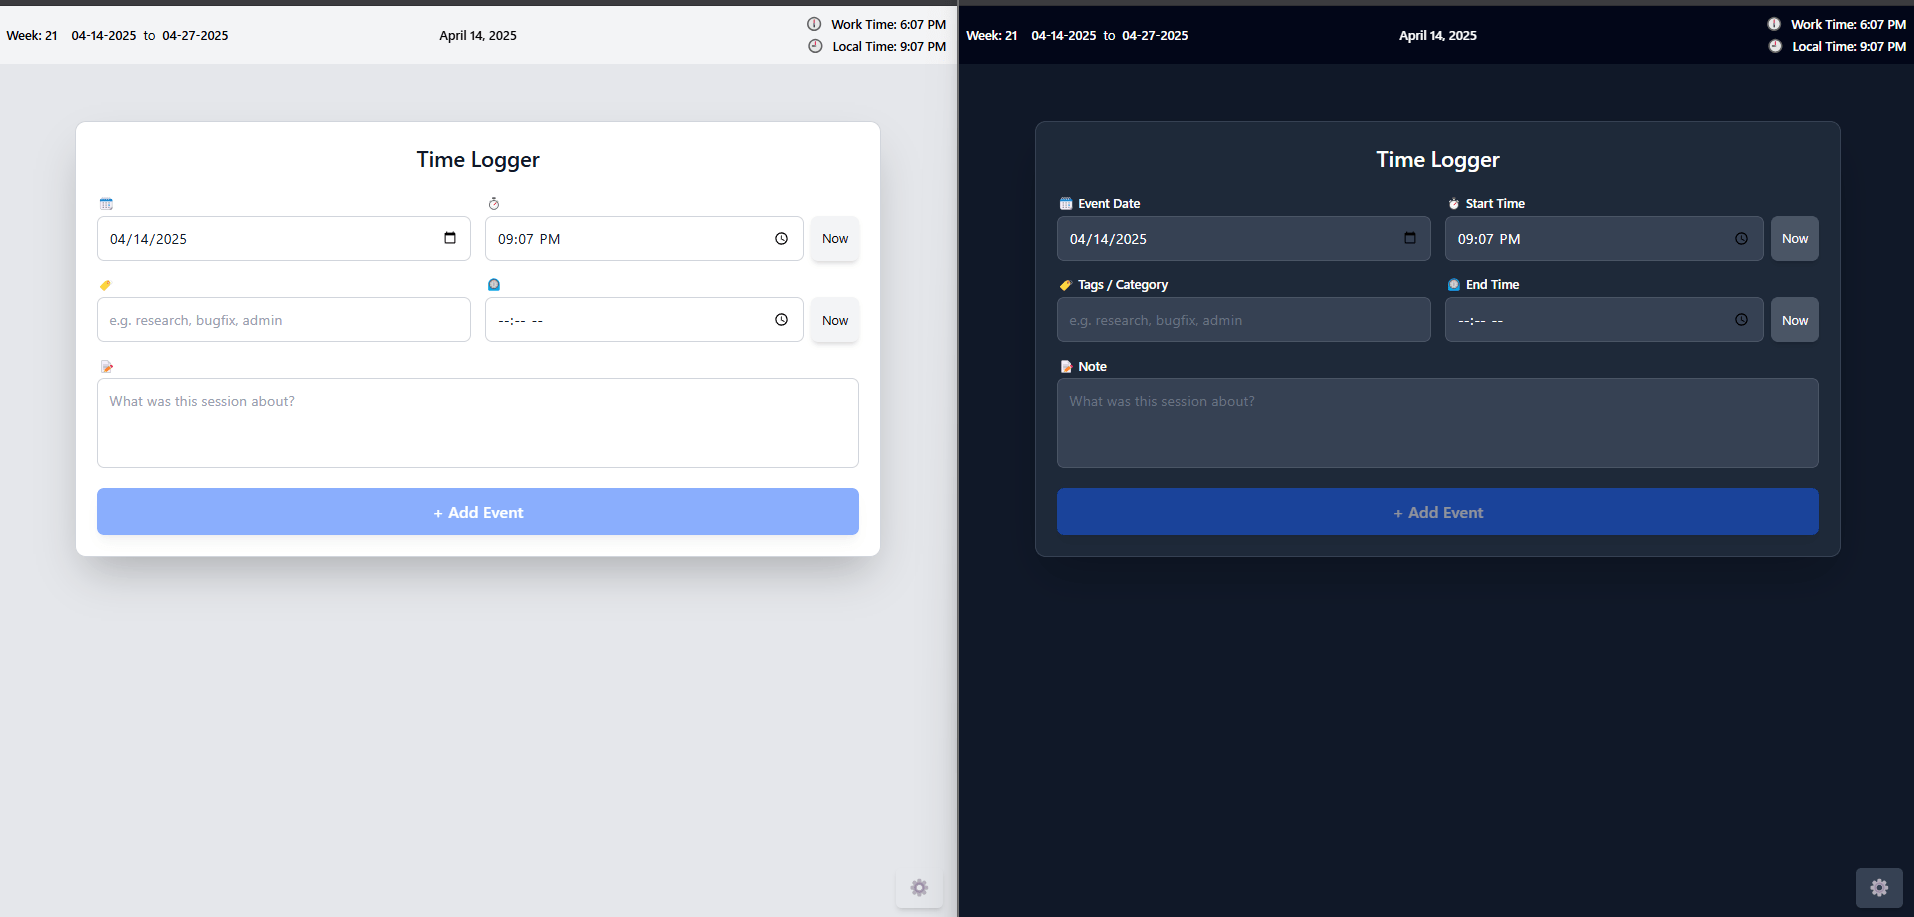 Week: 21 04-14-2025 to 04-27-2025
April 14, 2025
Work Time: 6:07 PM
Local Time: 9:07 PM
Time Logger
04/14/2025
09:07 PM
Now
e.g. research, bugfix, admin
--:-- --
Now
What was this session about?
+ Add Event
Week: 21 04-14-2025 to 04-27-2025
April 14, 2025
Work Time: 6:07 PM
Local Time: 9:07 PM
Time Logger
Event Date
Start Time
04/14/2025
09:07 PM
Now
Tags / Category
End Time
e.g. research, bugfix, admin
--:-- --
Now
Note
What was this session about?
+ Add Event